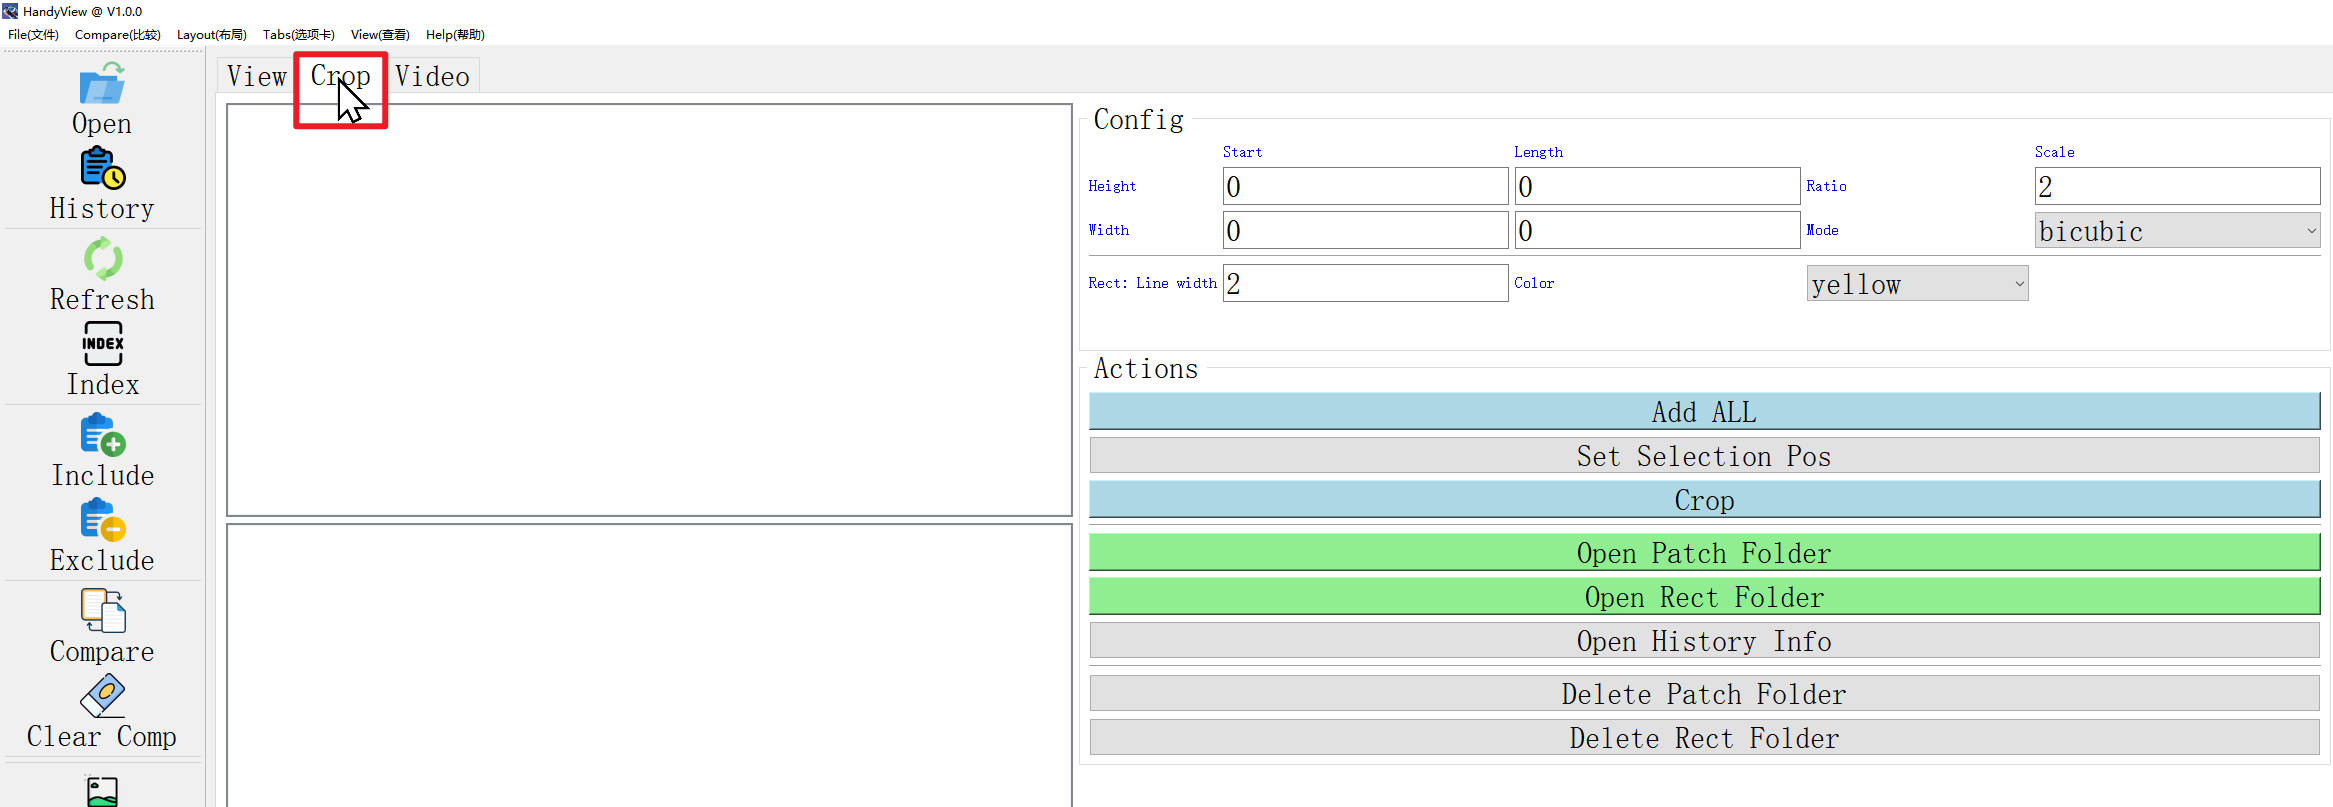 HandyView @ V1.0.0
File(文件) Compare(比较) Layout(布局) Tabs(选项卡) View(查看) Help(帮助)
Open
History
Refresh
INDEX
Index
Include
Exclude
Compare
Clear Comp
View Crop Video
Config
Start Length Scale
Height 0 0 Ratio 2
Width 0 0 Mode bicubic
Rect: Line width 2 Color yellow
Actions
Add ALL
Set Selection Pos
Crop
Open Patch Folder
Open Rect Folder
Open History Info
Delete Patch Folder
Delete Rect Folder